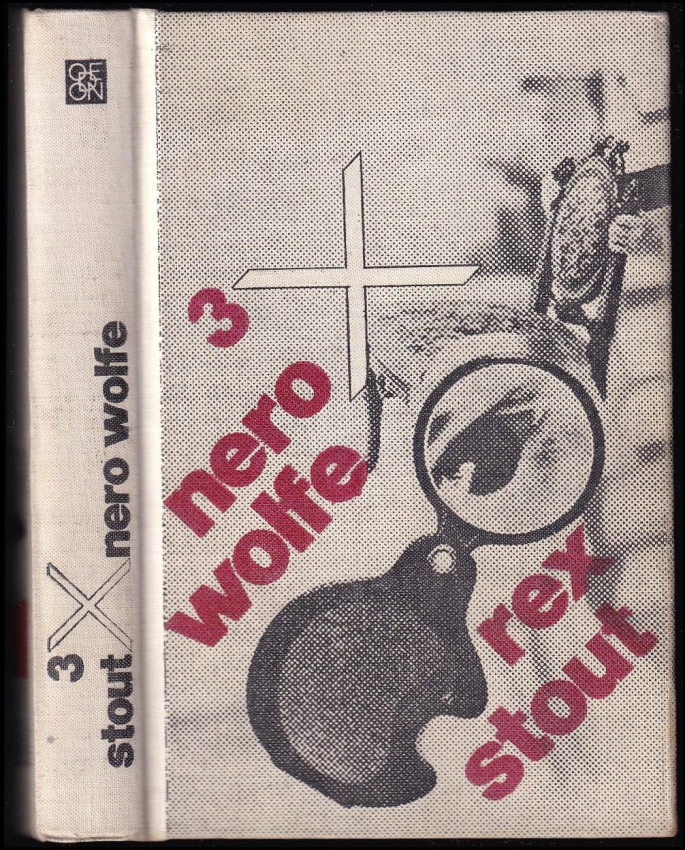 ODEON
stout 3 X nero wolfe
3 X
nero
wolfe
rex
stout